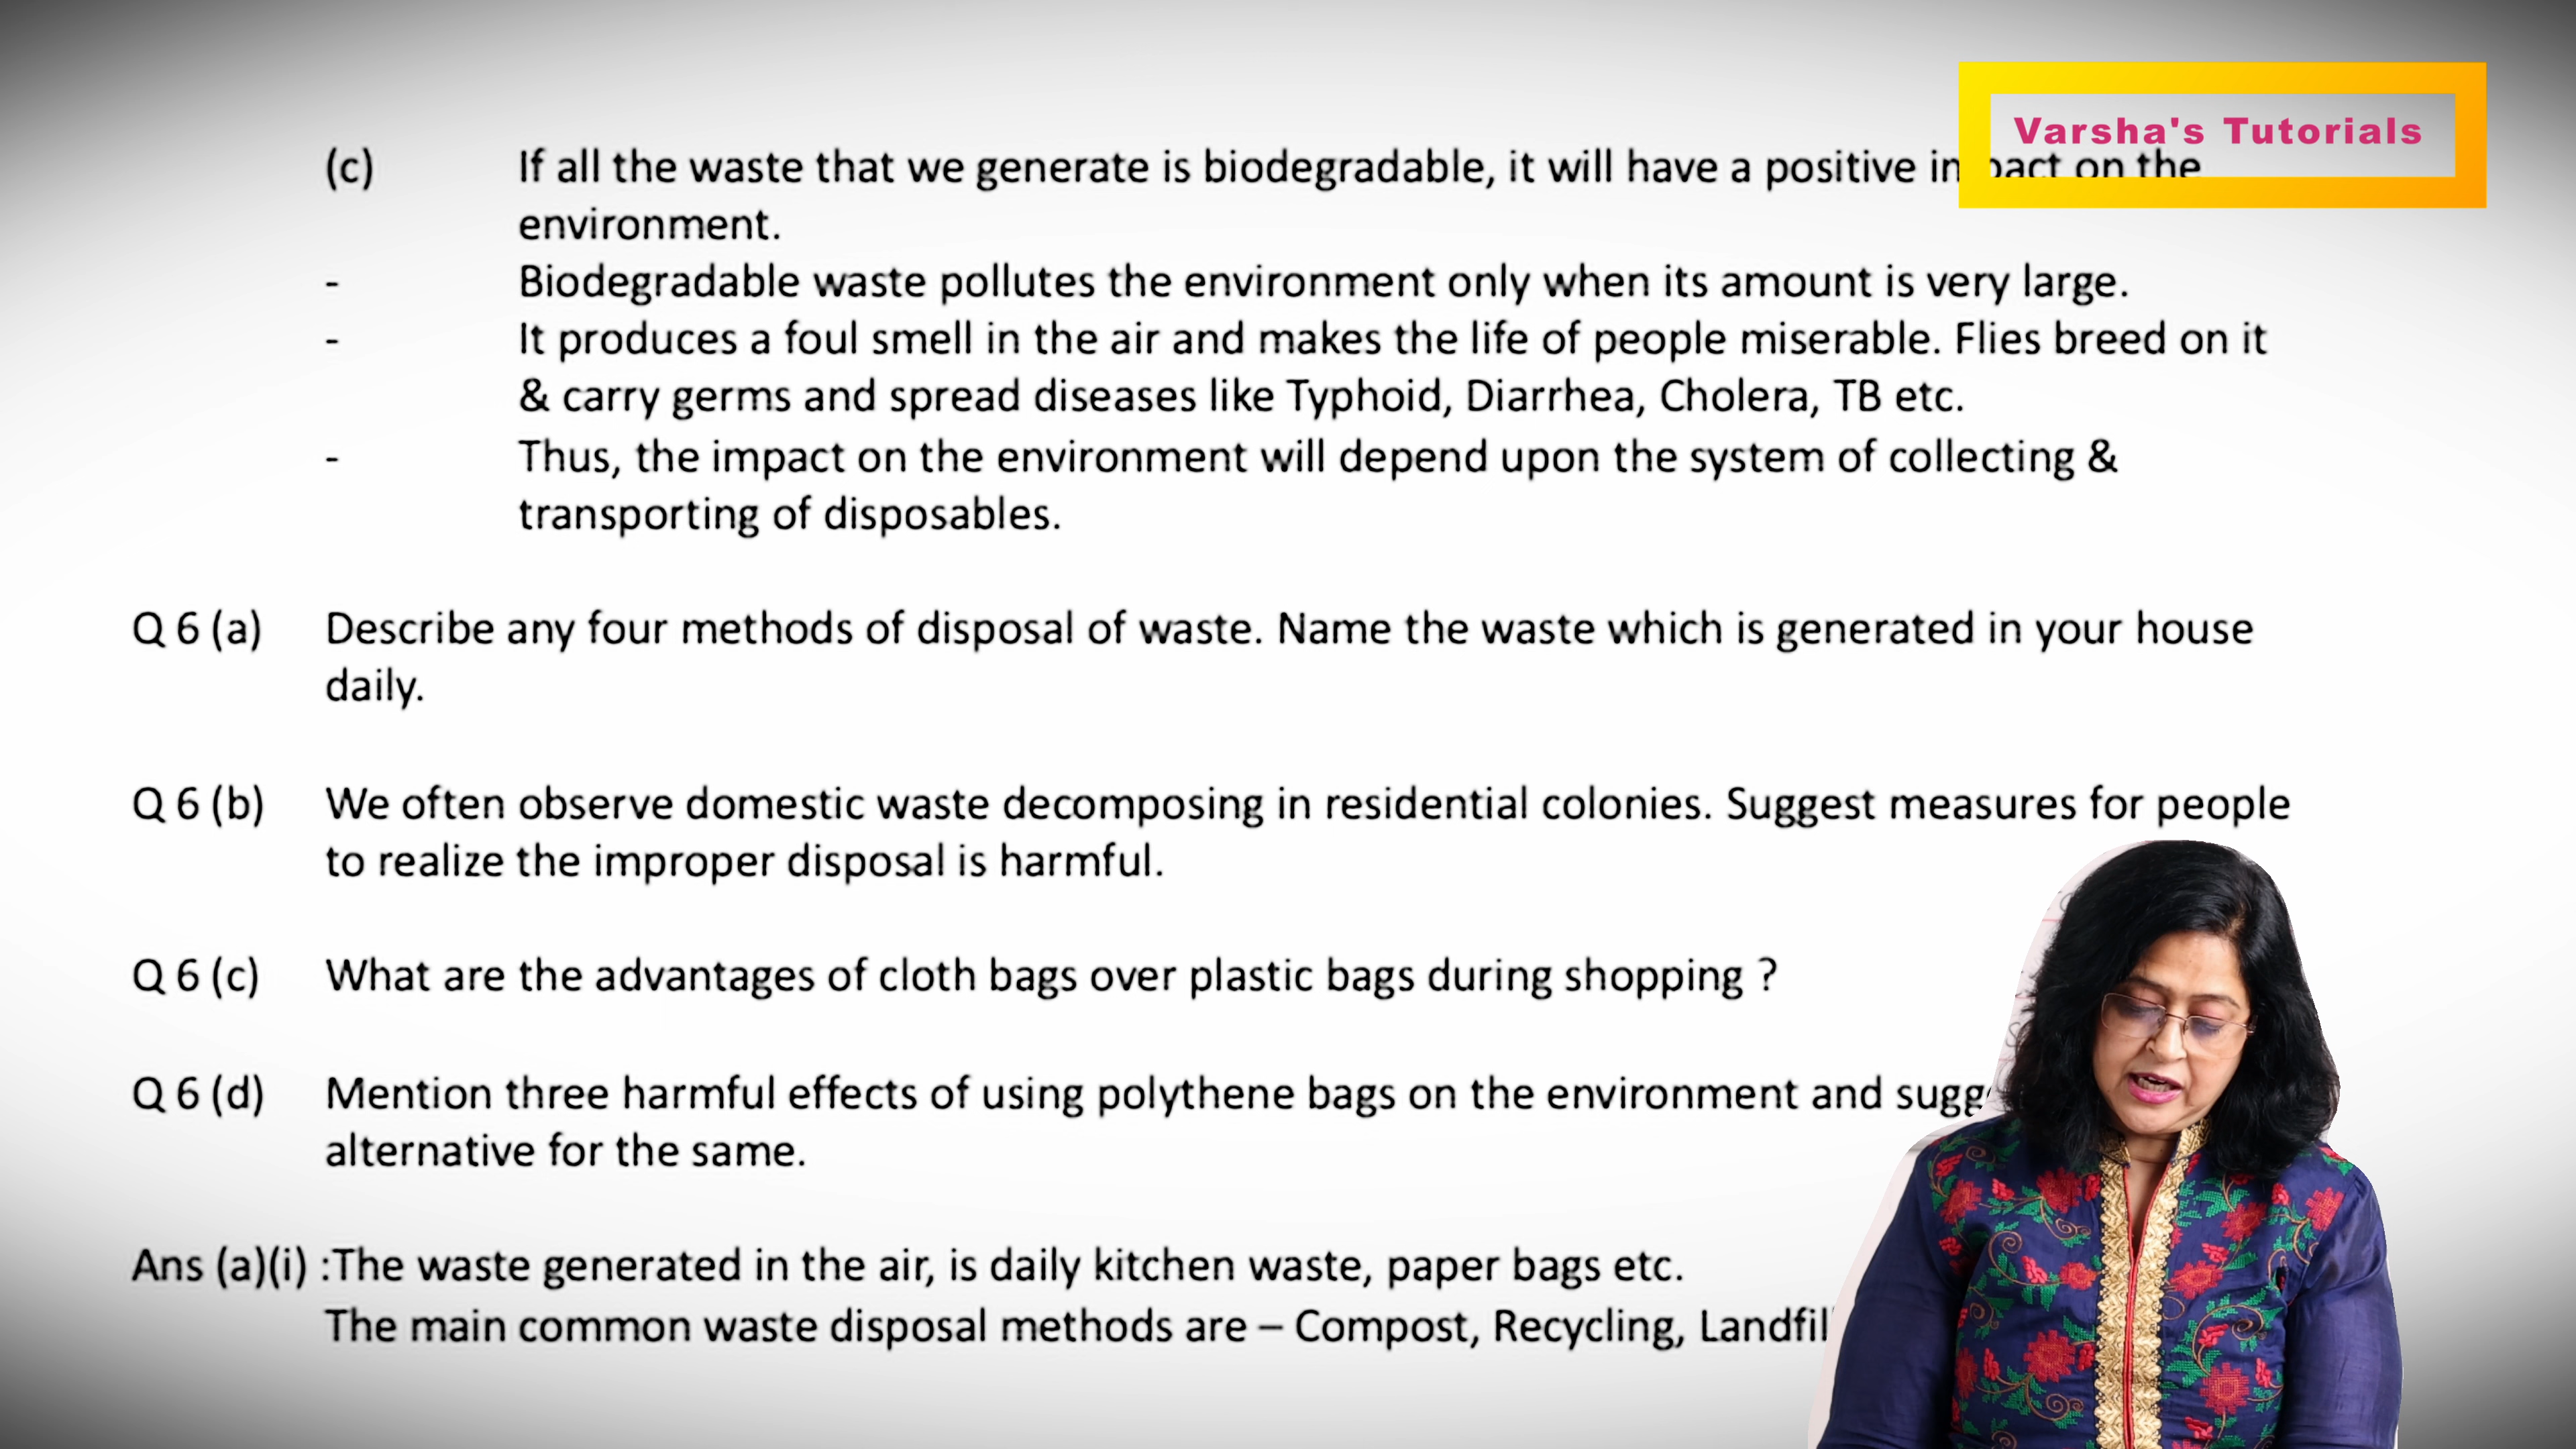 Varsha's Tutorials
(c) If all the waste that we generate is biodegradable, it will have a positive impact on the
environment.
- Biodegradable waste pollutes the environment only when its amount is very large.
- It produces a foul smell in the air and makes the life of people miserable. Flies breed on it
& carry germs and spread diseases like Typhoid, Diarrhea, Cholera, TB etc.
- Thus, the impact on the environment will depend upon the system of collecting &
transporting of disposables.
Q 6 (a) Describe any four methods of disposal of waste. Name the waste which is generated in your house
daily.
Q 6 (b) We often observe domestic waste decomposing in residential colonies. Suggest measures for people
to realize the improper disposal is harmful.
Q 6 (c) What are the advantages of cloth bags over plastic bags during shopping ?
Q 6 (d) Mention three harmful effects of using polythene bags on the environment and
alternative for the same.
Ans (a)(i) :The waste generated in the air, is daily kitchen waste, paper bags etc.
The main common waste disposal methods are – Compost, Recycling,